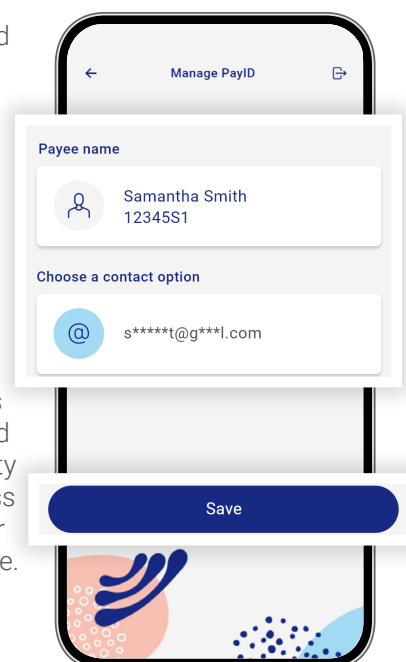 Manage PayID
Payee name
Samantha Smith
12345S1
Choose a contact option
@
s*****t@g***l.com
Save